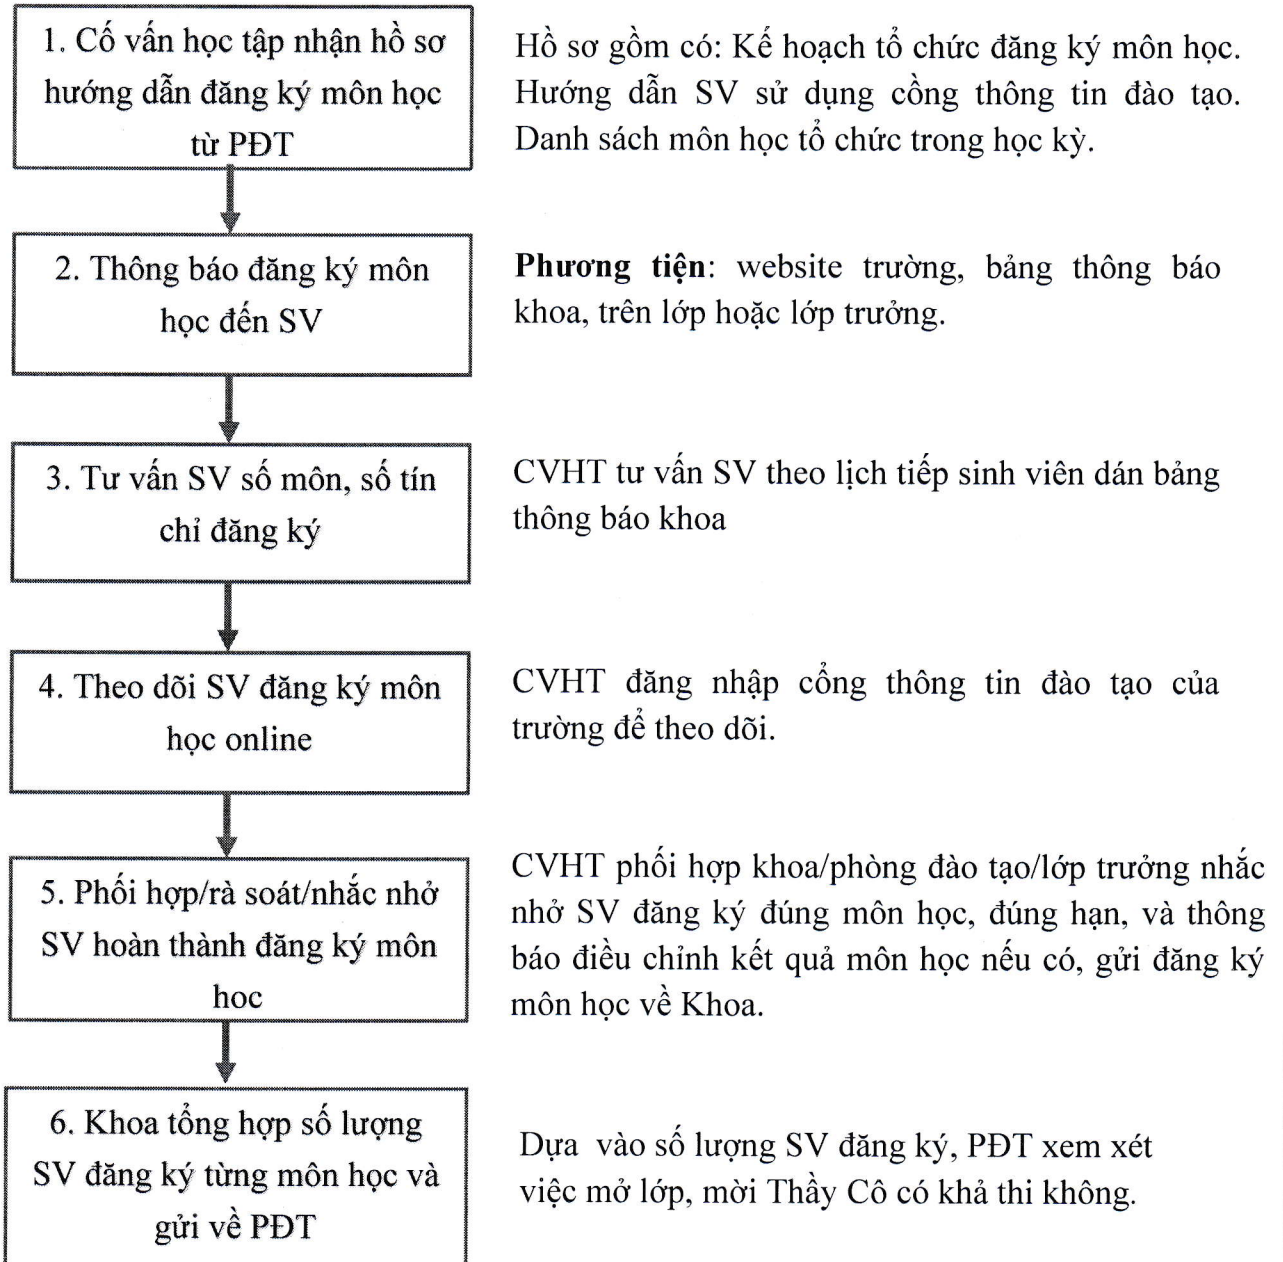 1. Cố vấn học tập nhận hồ sơ
hướng dẫn đăng ký môn học
từ PĐT
Hồ sơ gồm có: Kế hoạch tổ chức đăng ký môn học.
Hướng dẫn SV sử dụng cồng thông tin đào tạo.
Danh sách môn học tổ chức trong học kỳ.
2. Thông báo đăng ký môn
học đến SV
Phương tiện: website trường, bảng thông báo
khoa, trên lớp hoặc lớp trưởng.
3. Tư vấn SV số môn, số tín
chỉ đăng ký
CVHT tư vấn SV theo lịch tiếp sinh viên dán bảng
thông báo khoa
4. Theo dõi SV đăng ký môn
học online
CVHT đăng nhập cổng thông tin đào tạo của
trường để theo dõi.
5. Phối hợp/rà soát/nhắc nhở
SV hoàn thành đăng ký môn
hoc
CVHT phối hợp khoa/phòng đào tạo/lớp trưởng nhắc
nhở SV đăng ký đúng môn học, đúng hạn, và thông
báo điều chỉnh kết quả môn học nếu có, gửi đăng ký
môn học về Khoa.
6. Khoa tổng hợp số lượng
SV đăng ký từng môn học và
gửi về PĐT
Dựa vào số lượng SV đăng ký, PĐT xem xét
việc mở lớp, mời Thầy Cô có khả thi không.